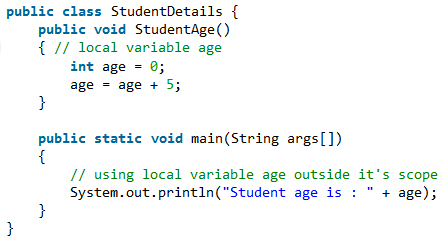 public class StudentDetails {
    public void StudentAge()
    { // local variable age
        int age = 0;
        age = age + 5;
    }

    public static void main(String args[])
    {
        // using local variable age outside it's scope
        System.out.println("Student age is : " + age);
    }
}